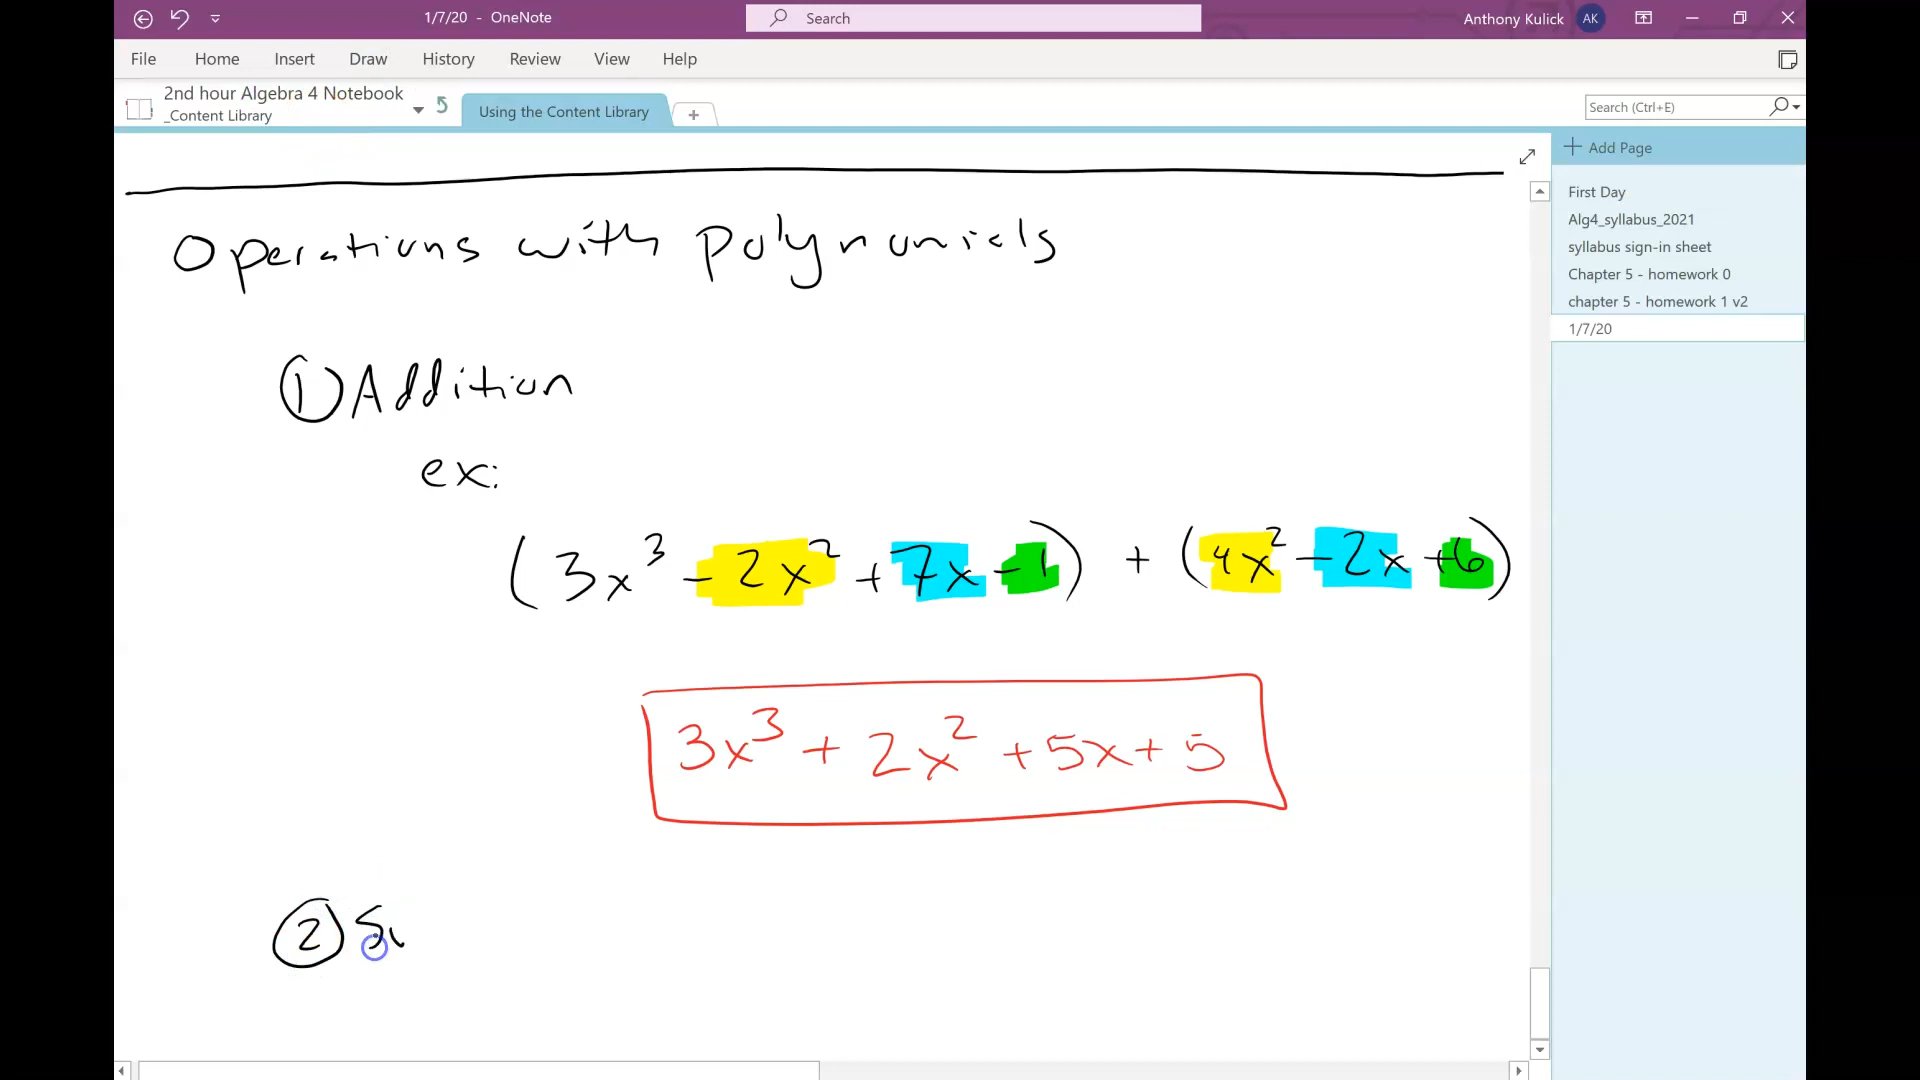 1/7/20 - OneNote
Search
Anthony Kulick AK
File Home Insert Draw History Review View Help
2nd hour Algebra 4 Notebook
_Content Library
Using the Content Library
Search (Ctrl+E)
Add Page
First Day
Alg4_syllabus_2021
syllabus sign-in sheet
Chapter 5 - homework 0
chapter 5 - homework 1 v2
1/7/20
Operations with polynomials
① Addition
ex:
(3x³ - 2x² + 7x - 1) + (4x² - 2x + 6)
3x³ + 2x² + 5x + 5
② Su